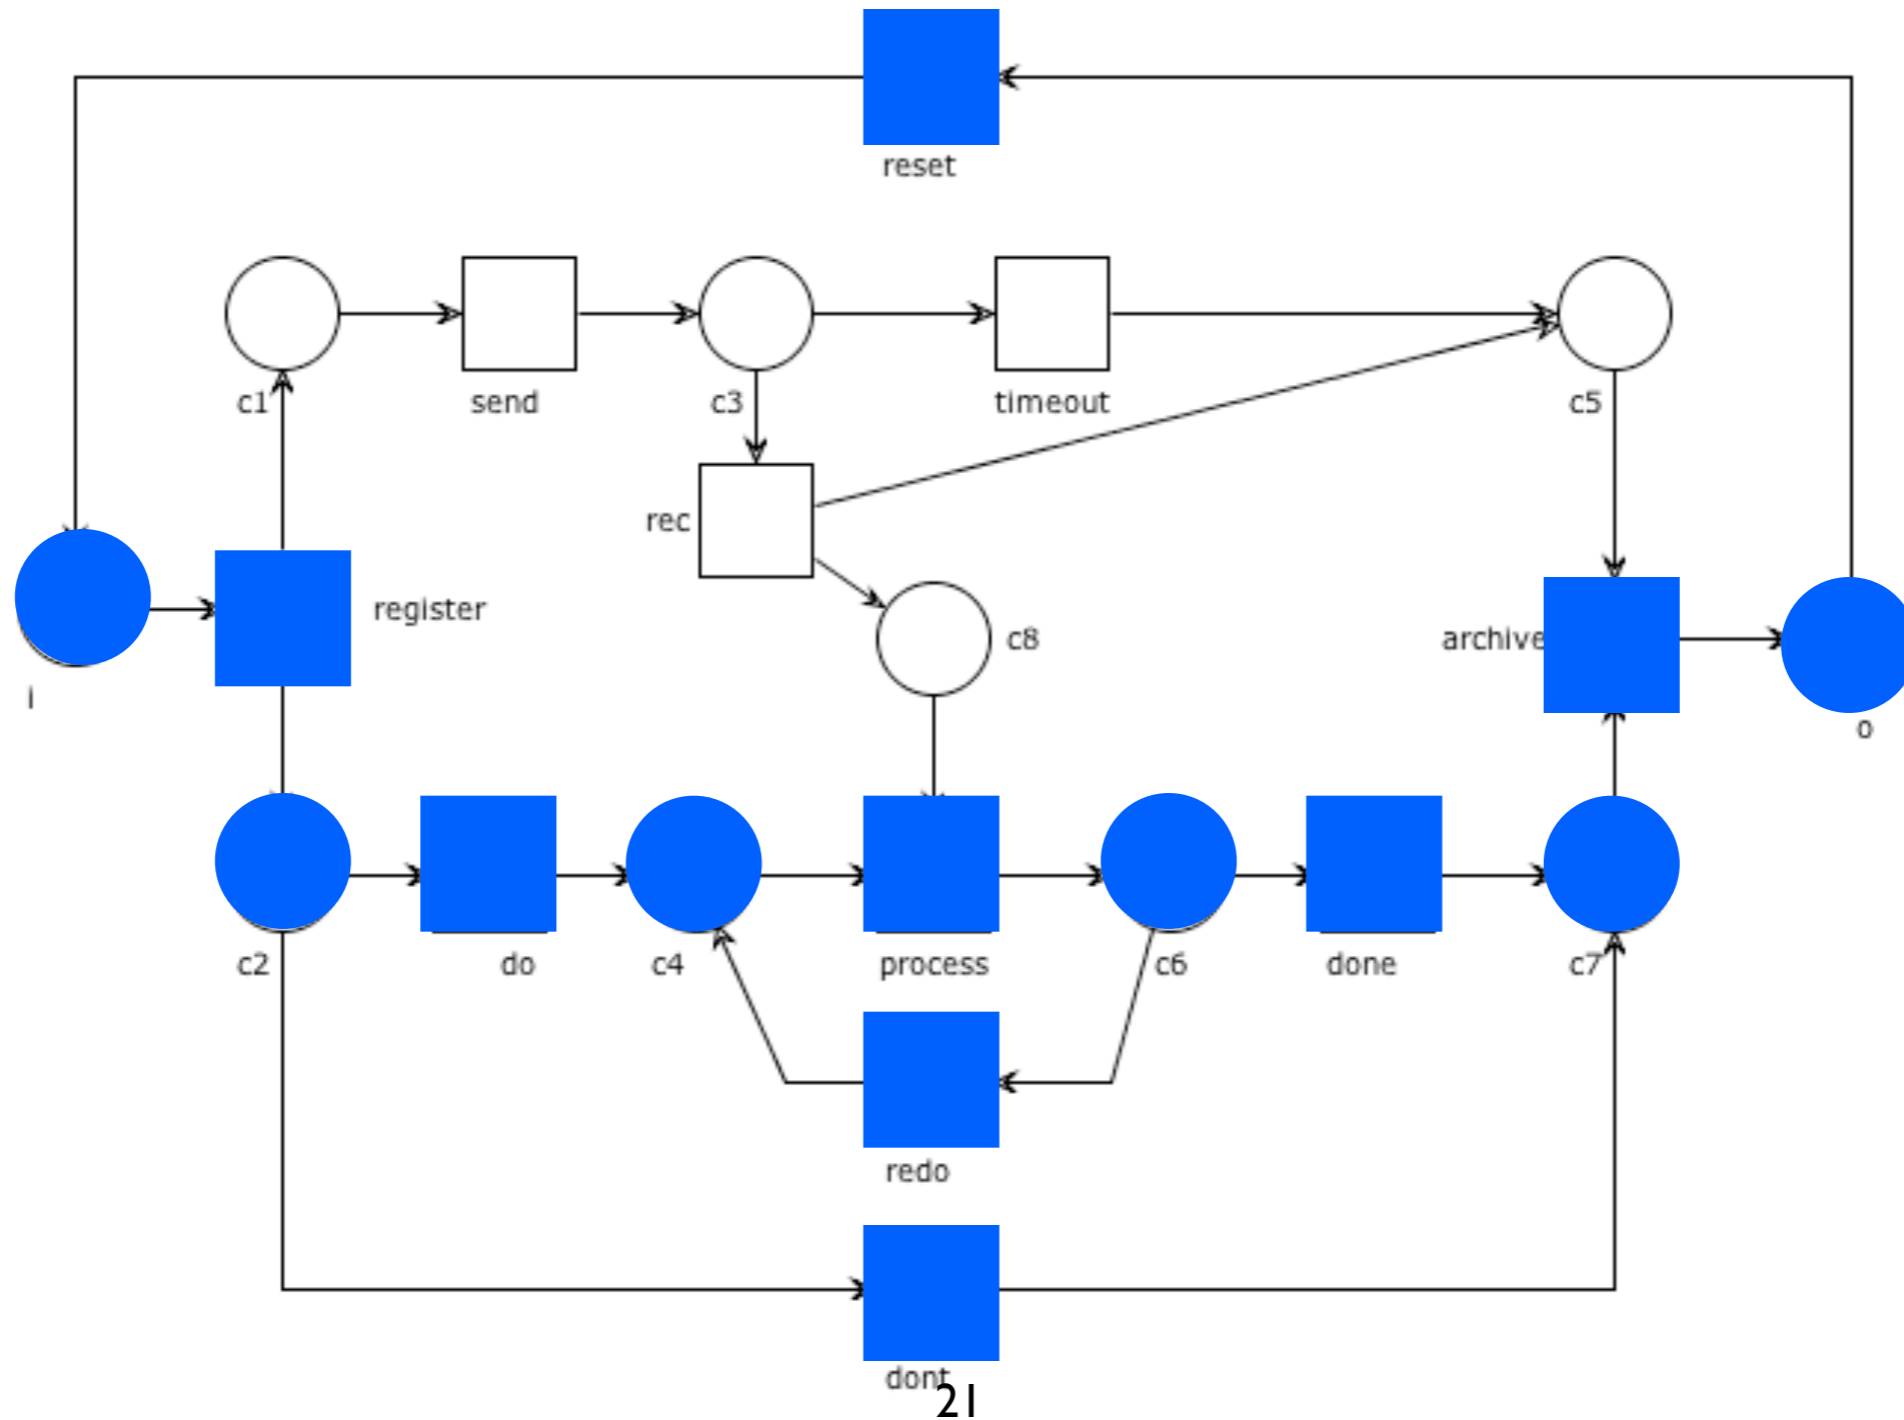 reset
c1
send
c3
timeout
c5
rec
register
c8
archive
i
o
c2
do
c4
process
c6
done
c7
redo
dont
21